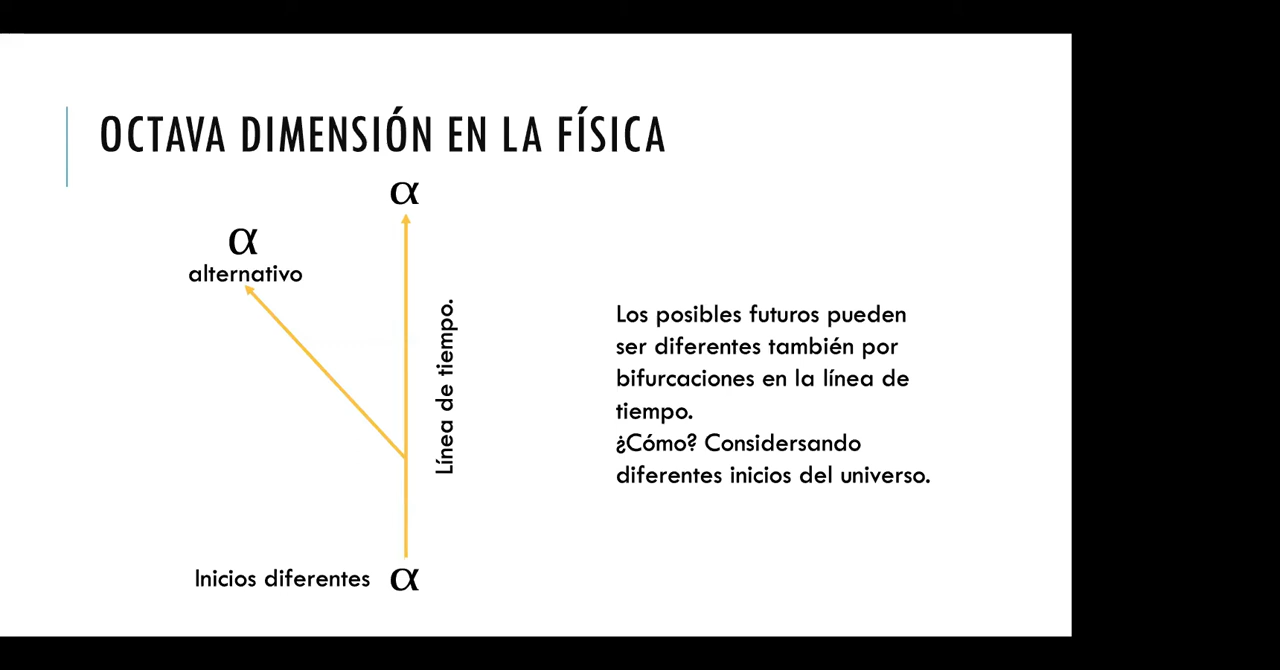 OCTAVA DIMENSIÓN EN LA FÍSICA
α
α
alternativo
Línea de tiempo.
Los posibles futuros pueden
ser diferentes también por
bifurcaciones en la línea de
tiempo.
¿Cómo? Considersando
diferentes inicios del universo.
Inicios diferentes α